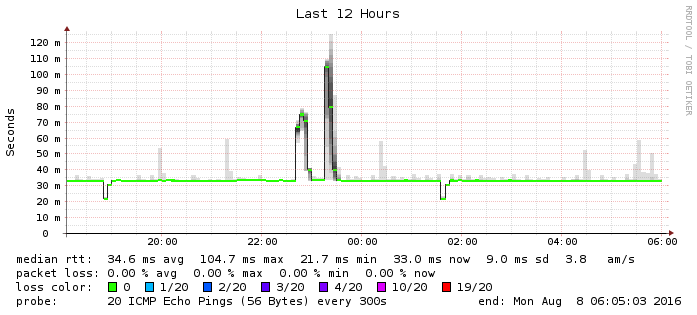 Last 12 Hours
RRDTOOL / TOBI OETIKER
Seconds
120 m
110 m
100 m
90 m
80 m
70 m
60 m
50 m
40 m
30 m
20 m
10 m
0
20:00 22:00 00:00 02:00 04:00 06:00
median rtt: 34.6 ms avg 104.7 ms max 21.7 ms min 33.0 ms now 9.0 ms sd 3.8 am/s
packet loss: 0.00 % avg 0.00 % max 0.00 % min 0.00 % now
loss color: 0 1/20 2/20 3/20 4/20 10/20 19/20
probe: 20 ICMP Echo Pings (56 Bytes) every 300s end: Mon Aug 8 06:05:03 2016